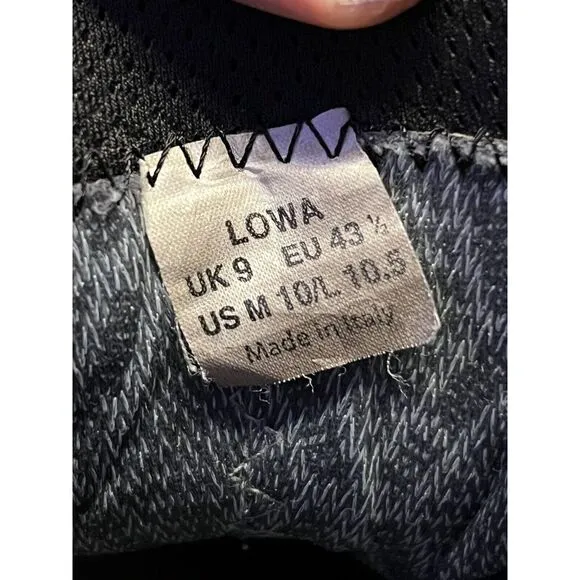 LOWA
UK 9 EU 43 ½
US M 10/L. 10.5
Made in Italy